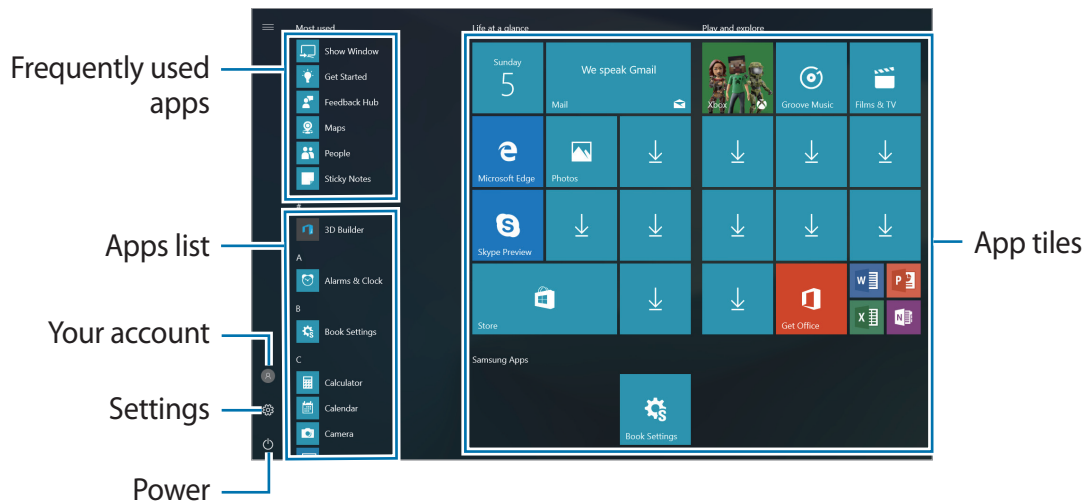 Most used
Life at a glance
Play and explore
Frequently used
apps
Show Window
Get Started
Feedback Hub
Maps
People
Sticky Notes
Sunday
5
We speak Gmail
Mail
Xbox
Groove Music
Films & TV
Microsoft Edge
Photos
Skype Preview
Store
Get Office
W
P
X
N
App tiles
Apps list
#
3D Builder
A
Alarms & Clock
B
Book Settings
C
Calculator
Calendar
Camera
Samsung Apps
Book Settings
Your account
Settings
Power